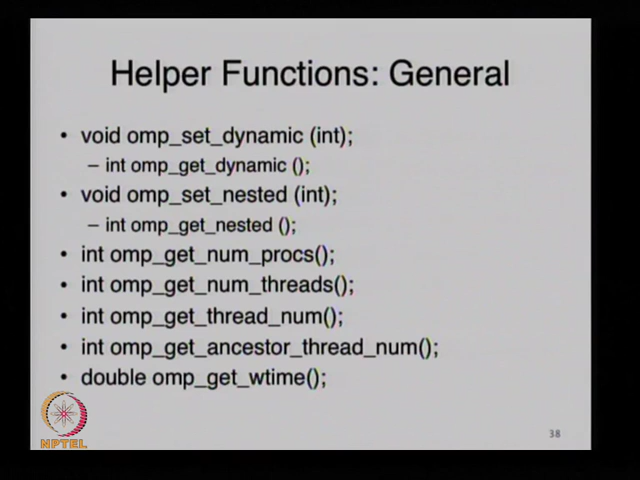 Helper Functions: General
• void omp_set_dynamic (int);
– int omp_get_dynamic ();
• void omp_set_nested (int);
– int omp_get_nested ();
• int omp_get_num_procs();
• int omp_get_num_threads();
• int omp_get_thread_num();
• int omp_get_ancestor_thread_num();
• double omp_get_wtime();
NPTEL
38